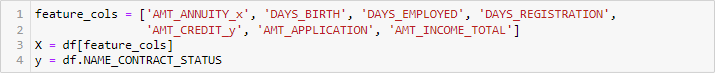 1 feature_cols = ['AMT_ANNUITY_x', 'DAYS_BIRTH', 'DAYS_EMPLOYED', 'DAYS_REGISTRATION',
2                 'AMT_CREDIT_y', 'AMT_APPLICATION', 'AMT_INCOME_TOTAL']
3 X = df[feature_cols]
4 y = df.NAME_CONTRACT_STATUS